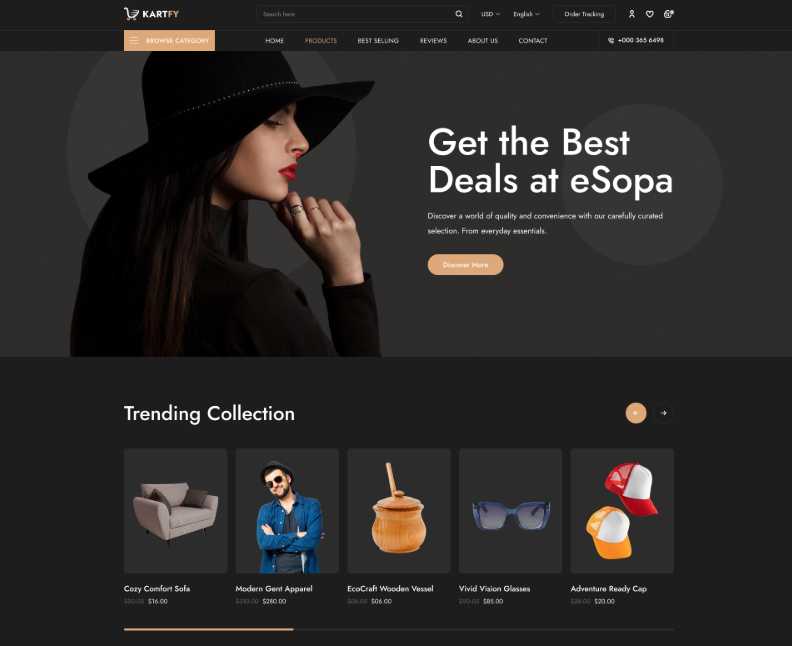 KARTFY
Search here
USD
English
Order Tracking
BROWSE CATEGORY
HOME
PRODUCTS
BEST SELLING
REVIEWS
ABOUT US
CONTACT
+000 365 6498
Get the Best
Deals at eSopa
Discover a world of quality and convenience with our carefully curated
selection. From everyday essentials.
Discover More
Trending Collection
Cozy Comfort Sofa
Modern Gent Apparel
EcoCraft Wooden Vessel
Vivid Vision Glasses
Adventure Ready Cap
$20.00 $16.00
$310.00 $280.00
$08.00 $06.00
$90.00 $85.00
$28.00 $20.00